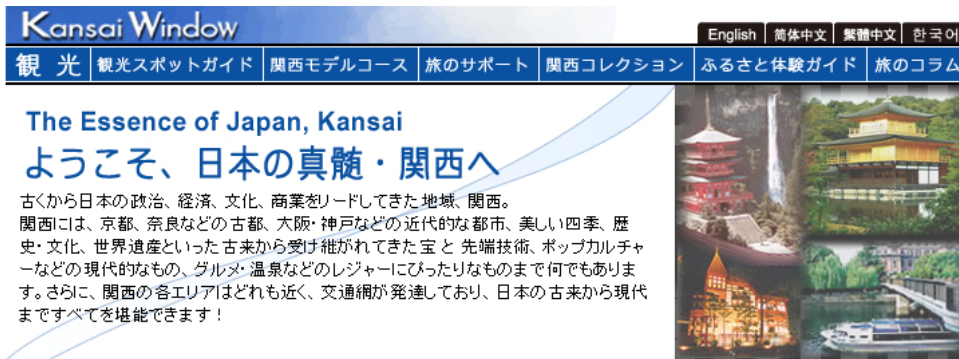 Kansai Window
English 简体中文 繁體中文 한국어
観 光 観光スポットガイド 関西モデルコース 旅のサポート 関西コレクション ふるさと体験ガイド 旅のコラム
The Essence of Japan, Kansai
ようこそ、日本の真髄・関西へ
古くから日本の政治、経済、文化、商業をリードしてきた地域、関西。
関西には、京都、奈良などの古都、大阪・神戸などの近代的な都市、美しい四季、歴
史・文化、世界遺産といった古来から受け継がれてきた宝と 先端技術、ポップカルチャ
ーなどの現代的なもの、グルメ・温泉などのレジャーにぴったりなものまで何でもありま
す。さらに、関西の各エリアはどれも近く、交通網が発達しており、日本の古来から現代
まですべてを堪能できます！